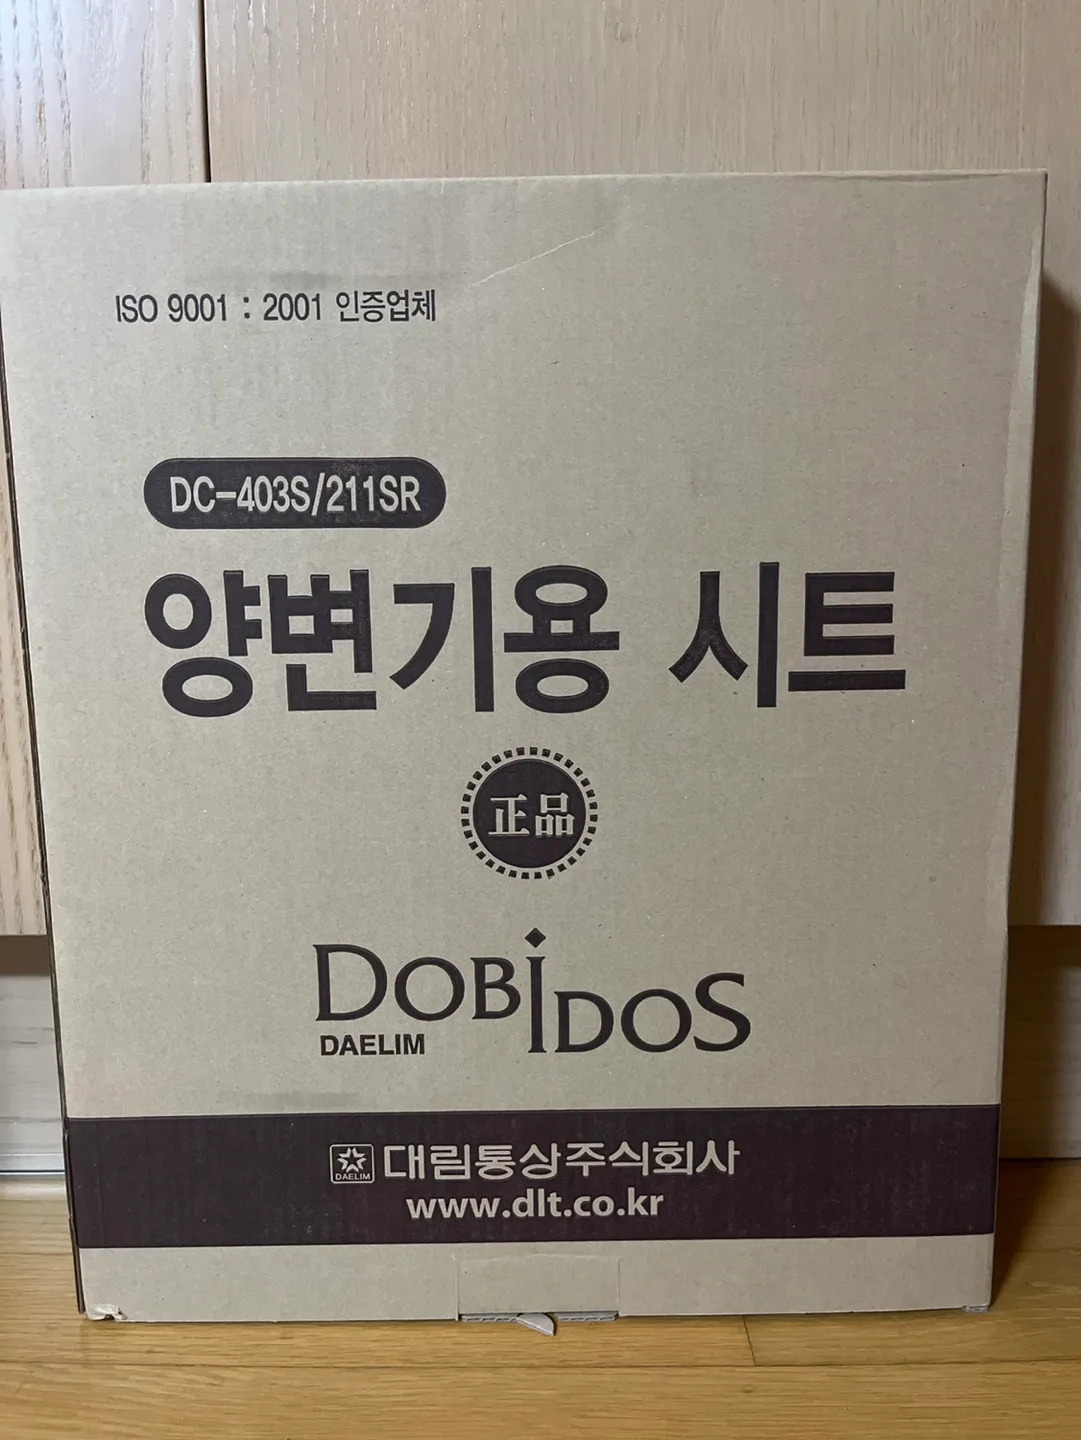 ISO 9001 : 2001 인증업체
DC-403S/211SR
양변기용 시트
正品
DOBiDOS
DAELIM
DAELIM 대림통상주식회사
www.dlt.co.kr